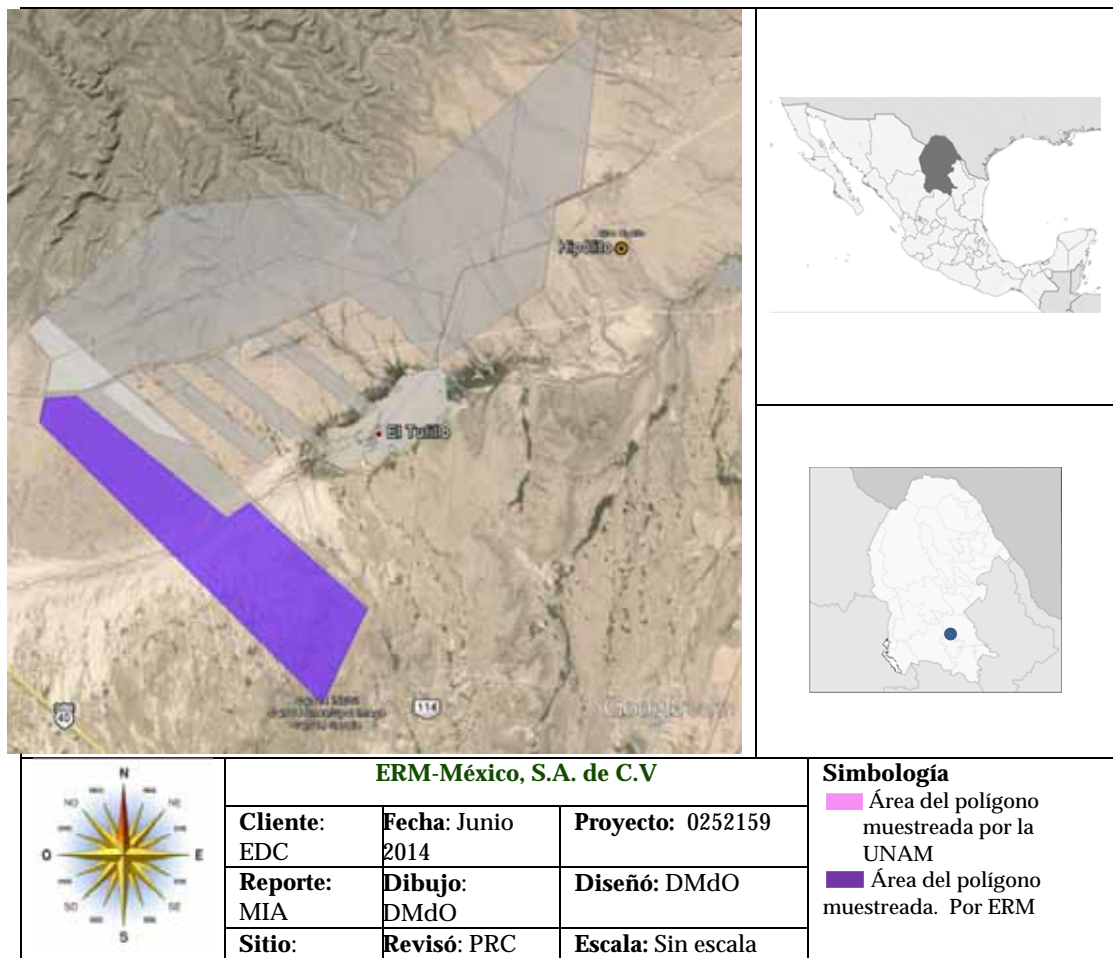 Hipólito
El Tulillo
40
114
Google earth
N
NO
NE
O
E
SO
SE
S
ERM-México, S.A. de C.V
Cliente:
EDC
Fecha: Junio
2014
Proyecto: 0252159
Reporte:
MIA
Dibujo:
DMdO
Diseñó: DMdO
Sitio:
Revisó: PRC
Escala: Sin escala
Simbología
Área del polígono
muestreada por la
UNAM
Área del polígono
muestreada. Por ERM